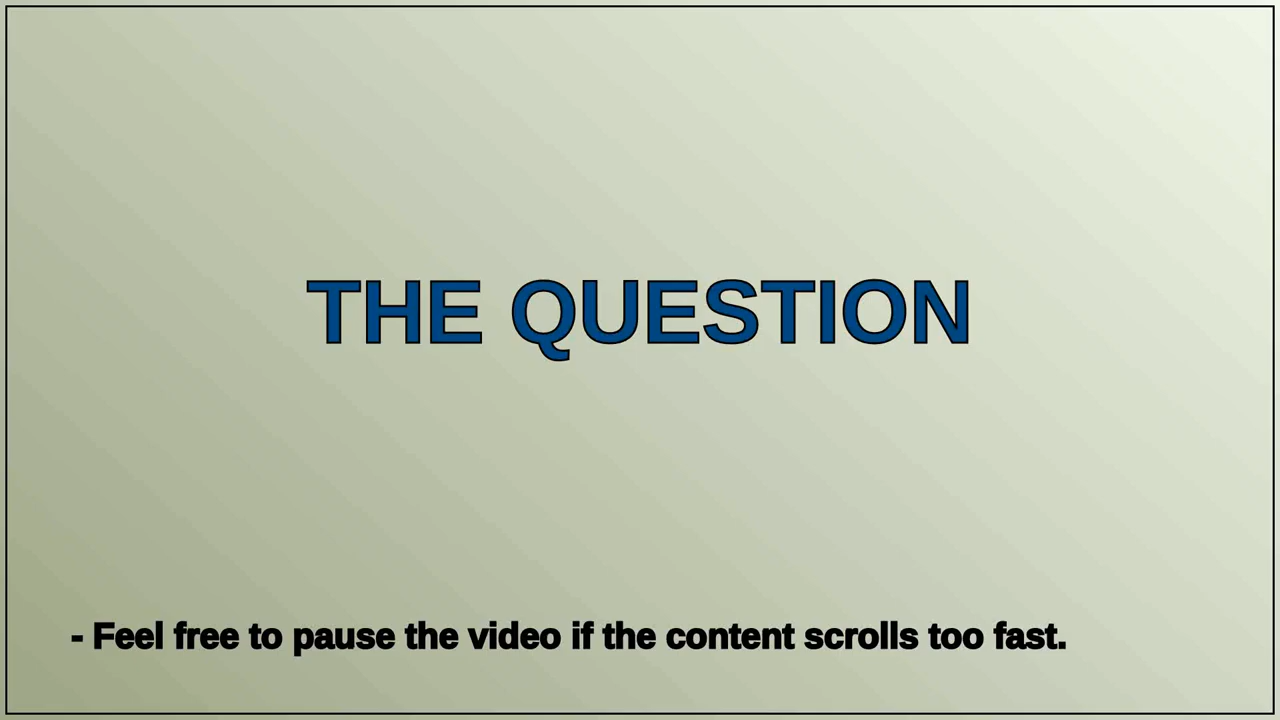 THE QUESTION
- Feel free to pause the video if the content scrolls too fast.